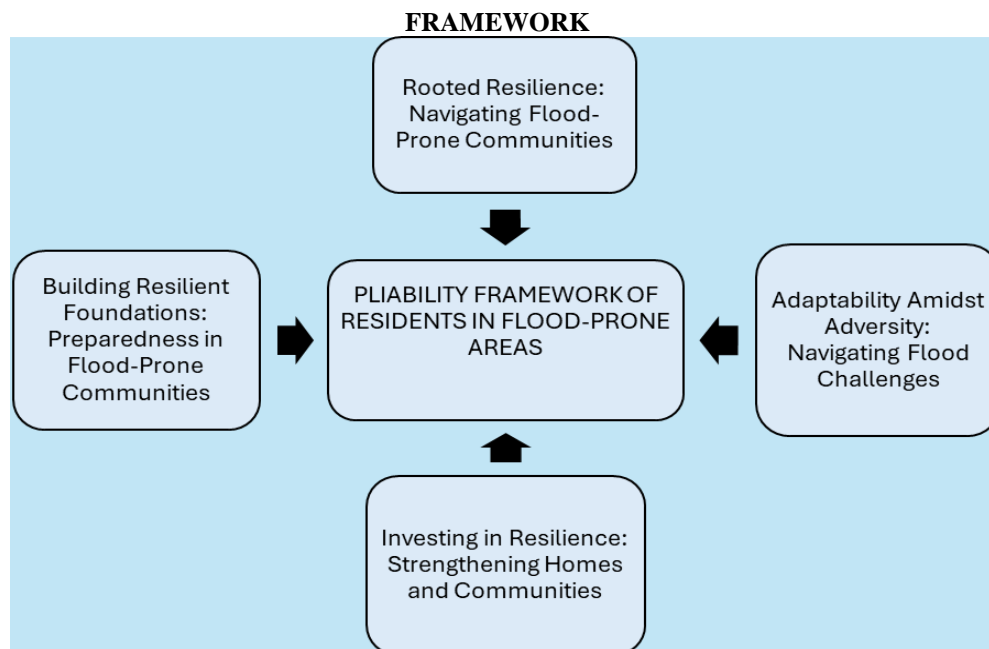 FRAMEWORK
Rooted Resilience:
Navigating Flood-
Prone Communities
Building Resilient
Foundations:
Preparedness in
Flood-Prone
Communities
PLIABILITY FRAMEWORK OF
RESIDENTS IN FLOOD-PRONE
AREAS
Adaptability Amidst
Adversity:
Navigating Flood
Challenges
Investing in Resilience:
Strengthening Homes
and Communities